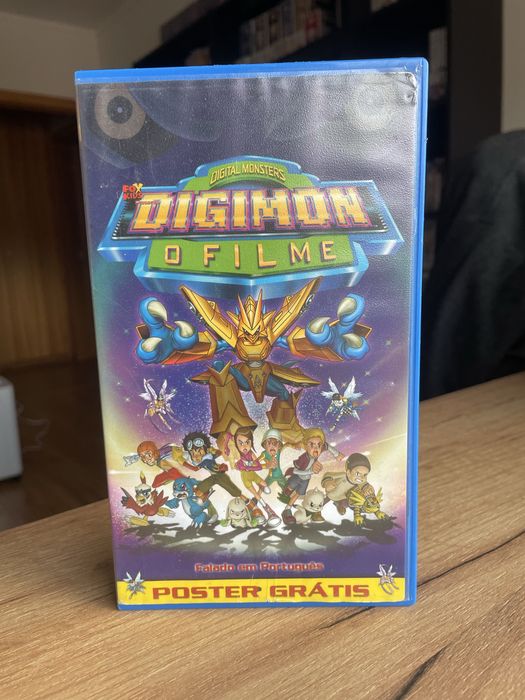 DIGITAL MONSTERS
FOX
KIDS
DIGIMON
O FILME
Falado em Português
POSTER GRÁTIS